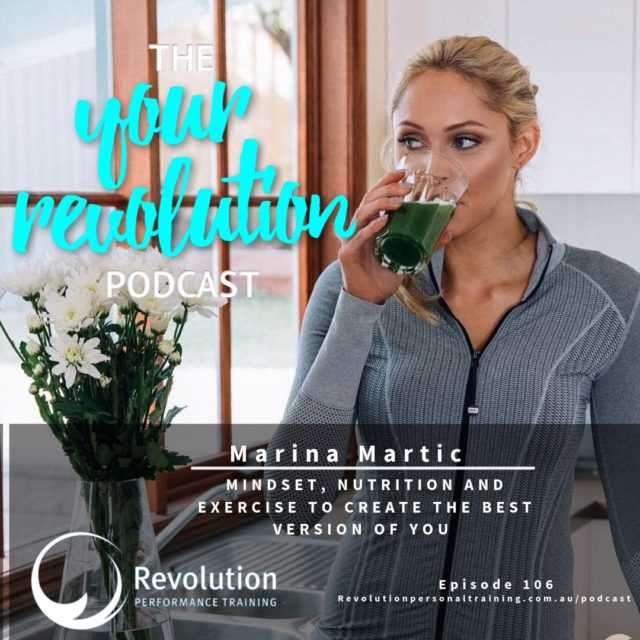 THE
your
revolution
PODCAST
Marina Martic
MINDSET, NUTRITION AND
EXERCISE TO CREATE THE BEST
VERSION OF YOU
Revolution
PERFORMANCE TRAINING
Episode 106
Revolutionpersonaltraining.com.au/podcast